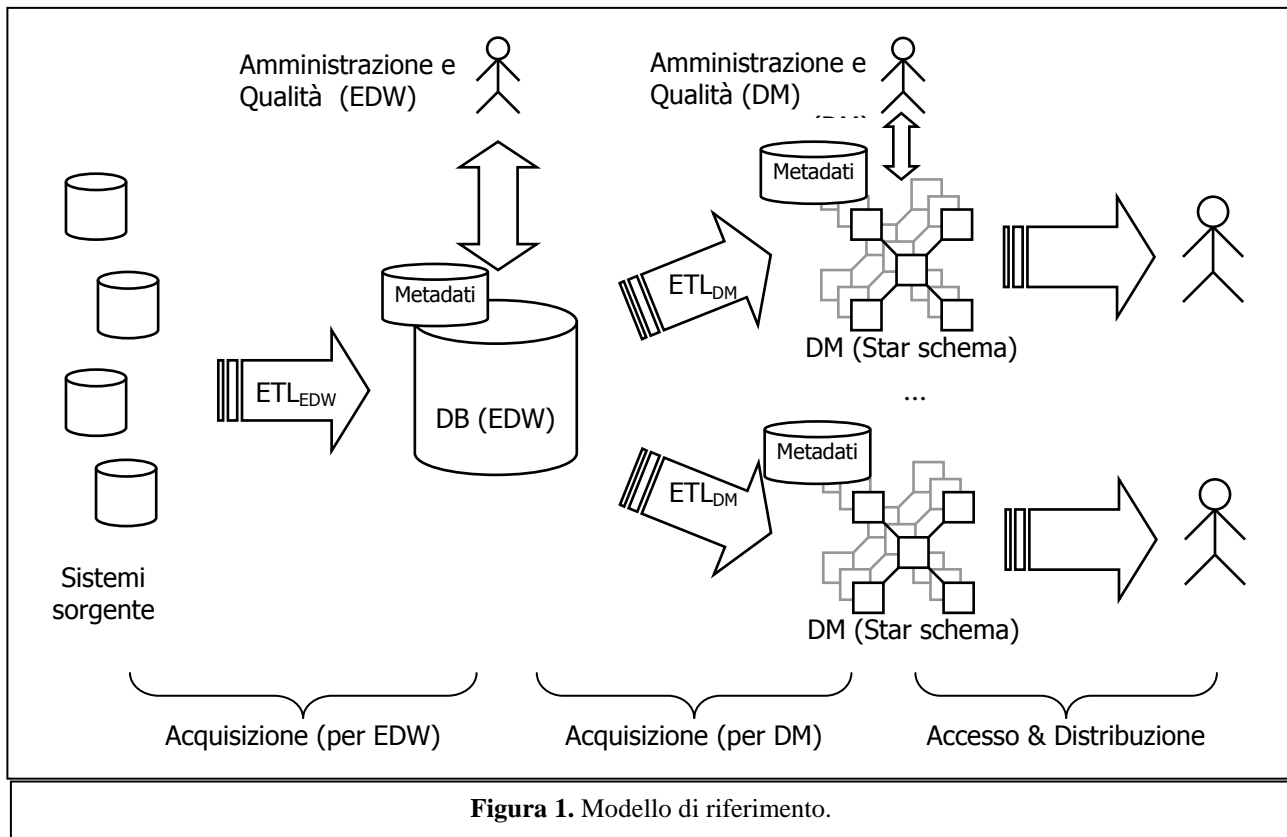 Amministrazione e
Qualità (EDW)
Amministrazione e
Qualità (DM)
Metadati
Metadati
ETLDM
DM (Star schema)
...
ETLEDW
DB (EDW)
Metadati
ETLDM
DM (Star schema)
Sistemi
sorgente
Acquisizione (per EDW)
Acquisizione (per DM)
Accesso & Distribuzione
Figura 1. Modello di riferimento.